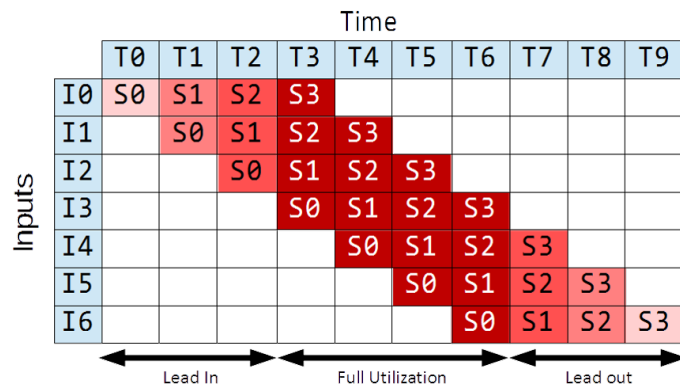 Time
T0 T1 T2 T3 T4 T5 T6 T7 T8 T9
Inputs
I0 S0 S1 S2 S3
I1 S0 S1 S2 S3
I2 S0 S1 S2 S3
I3 S0 S1 S2 S3
I4 S0 S1 S2 S3
I5 S0 S1 S2 S3
I6 S0 S1 S2 S3
Lead In Full Utilization Lead out